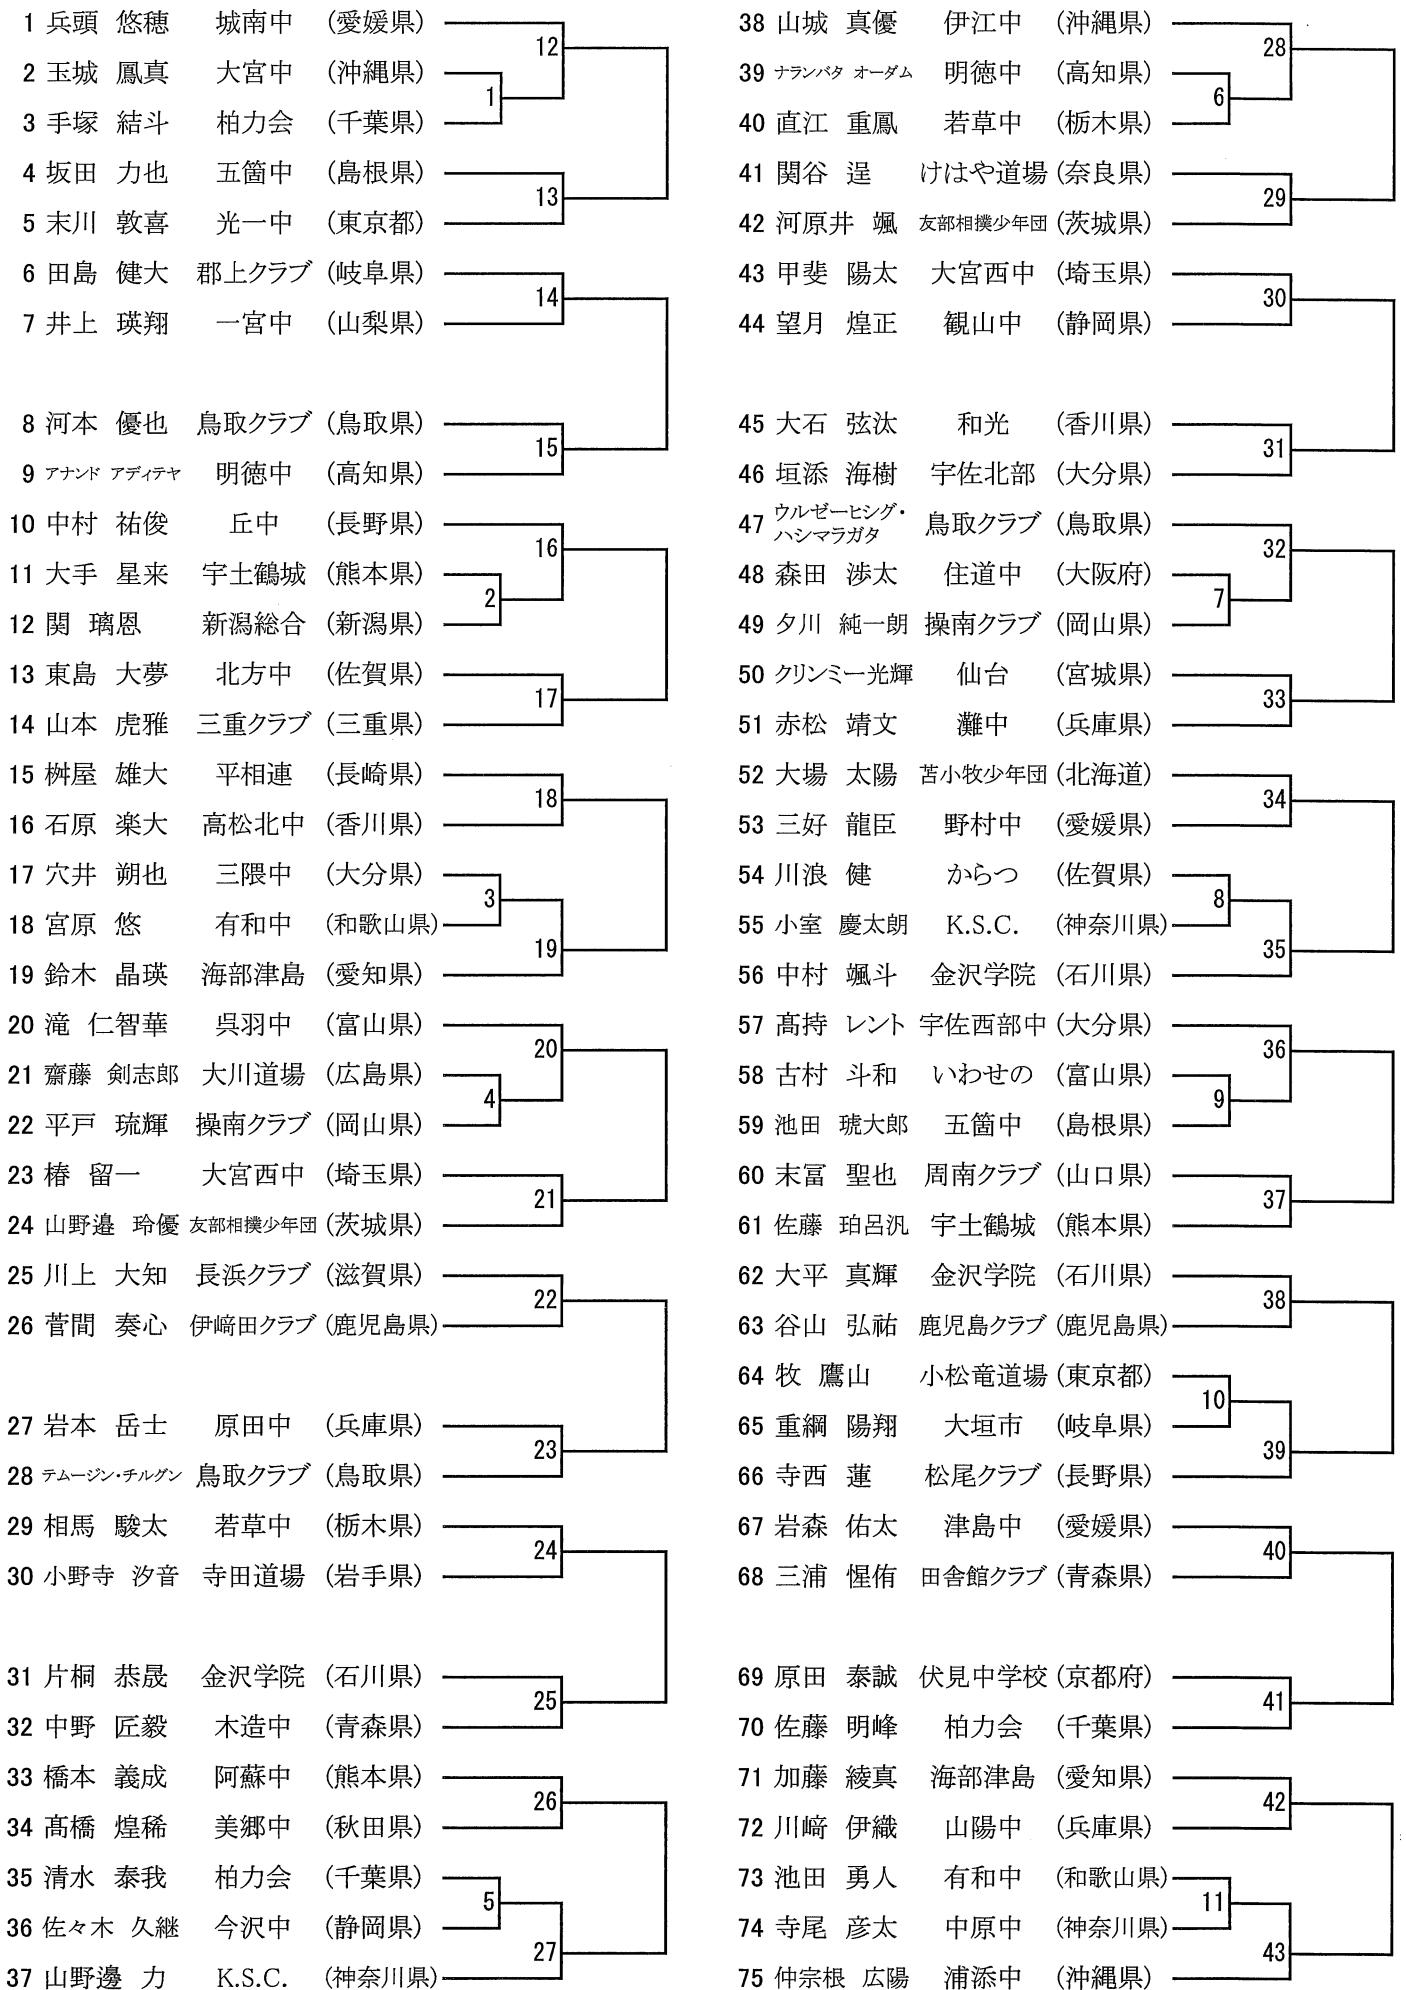 1 兵頭 悠穂 城南中 (愛媛県)
12
2 玉城 鳳真 大宮中 (沖縄県)
1
3 手塚 結斗 柏力会 (千葉県)
4 坂田 力也 五箇中 (島根県)
13
5 末川 敦喜 光一中 (東京都)
6 田島 健大 郡上クラブ (岐阜県)
14
7 井上 瑛翔 一宮中 (山梨県)
8 河本 優也 鳥取クラブ (鳥取県)
15
9 アナンド アディテヤ 明徳中 (高知県)
10 中村 祐俊 丘中 (長野県)
16
11 大手 星来 宇土鶴城 (熊本県)
2
12 関 璃恩 新潟総合 (新潟県)
13 東島 大夢 北方中 (佐賀県)
17
14 山本 虎雅 三重クラブ (三重県)
15 桝屋 雄大 平相連 (長崎県)
18
16 石原 楽大 高松北中 (香川県)
17 穴井 朔也 三隈中 (大分県)
3
18 宮原 悠 有和中 (和歌山県)
19
19 鈴木 晶瑛 海部津島 (愛知県)
20 滝 仁智華 呉羽中 (富山県)
20
21 齋藤 剣志郎 大川道場 (広島県)
4
22 平戸 琉輝 操南クラブ (岡山県)
23 椿 留一 大宮西中 (埼玉県)
21
24 山野邉 玲優 友部相撲少年団 (茨城県)
25 川上 大知 長浜クラブ (滋賀県)
22
26 菅間 奏心 伊﨑田クラブ (鹿児島県)
27 岩本 岳士 原田中 (兵庫県)
23
28 テムージン・チルグン 鳥取クラブ (鳥取県)
29 相馬 駿太 若草中 (栃木県)
24
30 小野寺 汐音 寺田道場 (岩手県)
31 片桐 恭晟 金沢学院 (石川県)
25
32 中野 匠毅 木造中 (青森県)
33 橋本 義成 阿蘇中 (熊本県)
26
34 髙橋 煌稀 美郷中 (秋田県)
35 清水 泰我 柏力会 (千葉県)
5
36 佐々木 久継 今沢中 (静岡県)
27
37 山野邊 力 K.S.C. (神奈川県)
38 山城 真優 伊江中 (沖縄県)
28
39 ナランバタ オーダム 明徳中 (高知県)
6
40 直江 重鳳 若草中 (栃木県)
41 関谷 逞 けはや道場 (奈良県)
29
42 河原井 颯 友部相撲少年団 (茨城県)
43 甲斐 陽太 大宮西中 (埼玉県)
30
44 望月 煌正 観山中 (静岡県)
45 大石 弦汰 和光 (香川県)
31
46 垣添 海樹 宇佐北部 (大分県)
47 ウルゼーヒシグ・
ハシマラガタ 鳥取クラブ (鳥取県)
32
48 森田 渉太 住道中 (大阪府)
7
49 夕川 純一朗 操南クラブ (岡山県)
50 クリンミー光輝 仙台 (宮城県)
33
51 赤松 靖文 灘中 (兵庫県)
52 大場 太陽 苫小牧少年団 (北海道)
34
53 三好 龍臣 野村中 (愛媛県)
54 川浪 健 からつ (佐賀県)
8
55 小室 慶太朗 K.S.C. (神奈川県)
35
56 中村 颯斗 金沢学院 (石川県)
57 髙持 レント 宇佐西部中 (大分県)
36
58 古村 斗和 いわせの (富山県)
9
59 池田 琥大郎 五箇中 (島根県)
60 末冨 聖也 周南クラブ (山口県)
37
61 佐藤 珀呂汎 宇土鶴城 (熊本県)
62 大平 真輝 金沢学院 (石川県)
38
63 谷山 弘祐 鹿児島クラブ (鹿児島県)
64 牧 鷹山 小松竜道場 (東京都)
10
65 重綱 陽翔 大垣市 (岐阜県)
39
66 寺西 蓮 松尾クラブ (長野県)
67 岩森 佑太 津島中 (愛媛県)
40
68 三浦 惺侑 田舎館クラブ (青森県)
69 原田 泰誠 伏見中学校 (京都府)
41
70 佐藤 明峰 柏力会 (千葉県)
71 加藤 綾真 海部津島 (愛知県)
42
72 川﨑 伊織 山陽中 (兵庫県)
73 池田 勇人 有和中 (和歌山県)
11
74 寺尾 彦太 中原中 (神奈川県)
43
75 仲宗根 広陽 浦添中 (沖縄県)